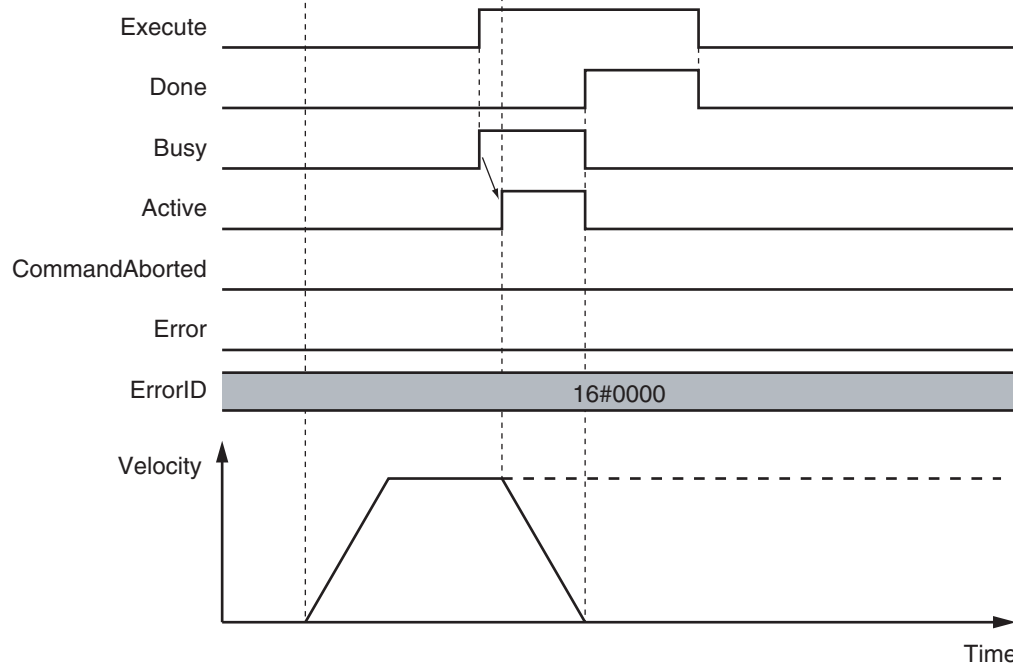 Execute
Done
Busy
Active
CommandAborted
Error
ErrorID
16#0000
Velocity
Time